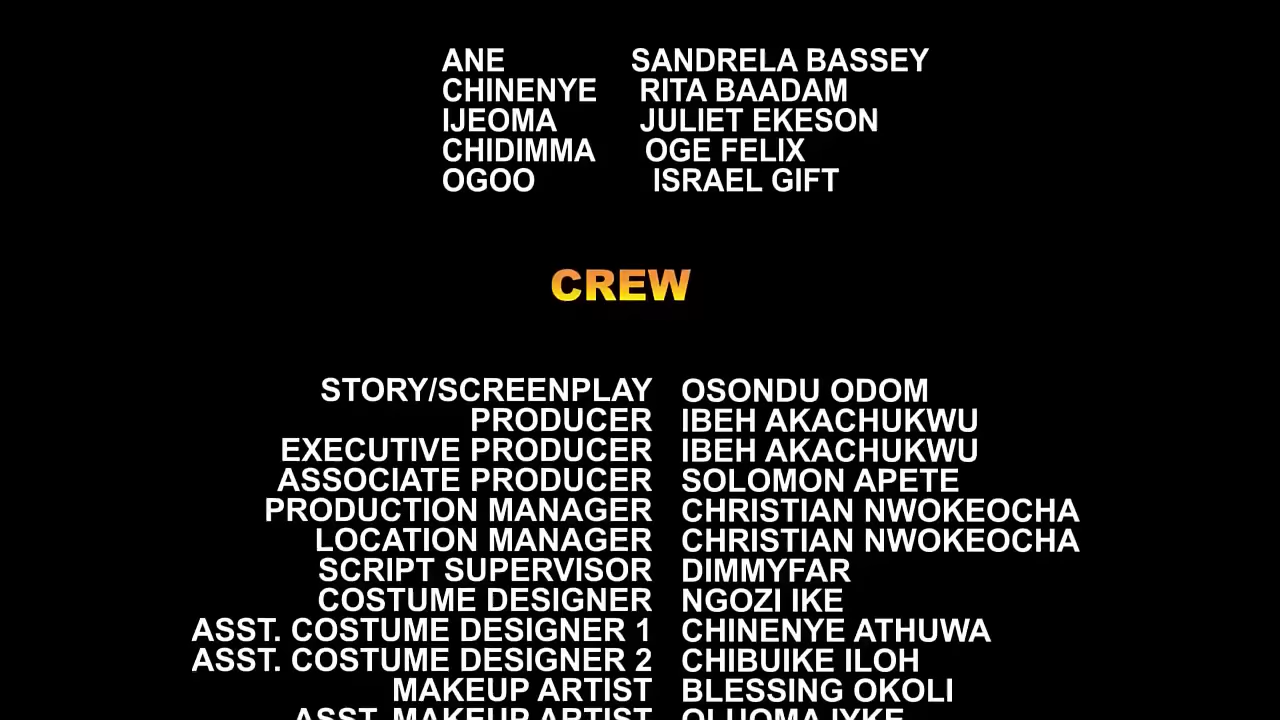 ANE SANDRELA BASSEY
CHINENYE RITA BAADAM
IJEOMA JULIET EKESON
CHIDIMMA OGE FELIX
OGOO ISRAEL GIFT
CREW
STORY/SCREENPLAY OSONDU ODOM
PRODUCER IBEH AKACHUKWU
EXECUTIVE PRODUCER IBEH AKACHUKWU
ASSOCIATE PRODUCER SOLOMON APETE
PRODUCTION MANAGER CHRISTIAN NWOKEOCHA
LOCATION MANAGER CHRISTIAN NWOKEOCHA
SCRIPT SUPERVISOR DIMMYFAR
COSTUME DESIGNER NGOZI IKE
ASST. COSTUME DESIGNER 1 CHINENYE ATHUWA
ASST. COSTUME DESIGNER 2 CHIBUIKE ILOH
MAKEUP ARTIST BLESSING OKOLI
ASST. MAKEUP ARTIST